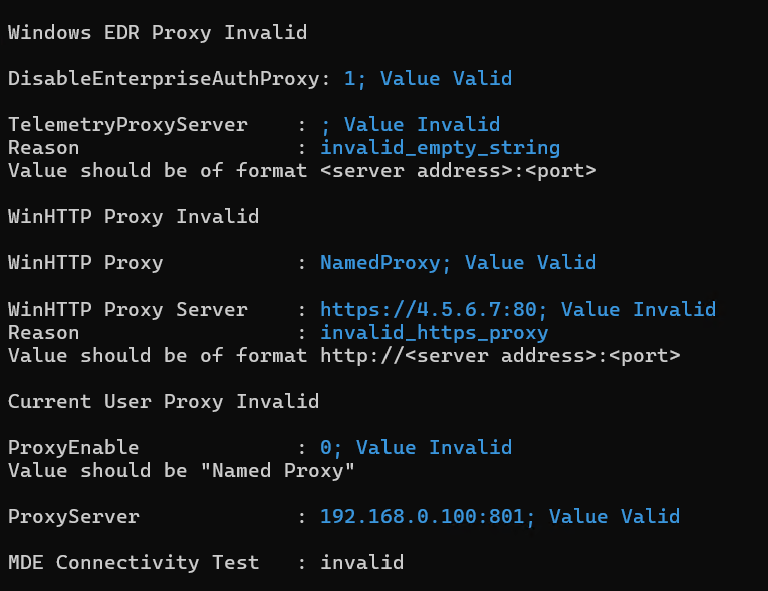 Windows EDR Proxy Invalid
DisableEnterpriseAuthProxy: 1; Value Valid
TelemetryProxyServer    : ; Value Invalid
Reason                  : invalid_empty_string
Value should be of format <server address>:<port>
WinHTTP Proxy Invalid
WinHTTP Proxy           : NamedProxy; Value Valid
WinHTTP Proxy Server    : https://4.5.6.7:80; Value Invalid
Reason                  : invalid_https_proxy
Value should be of format http://<server address>:<port>
Current User Proxy Invalid
ProxyEnable             : 0; Value Invalid
Value should be "Named Proxy"
ProxyServer             : 192.168.0.100:801; Value Valid
MDE Connectivity Test   : invalid